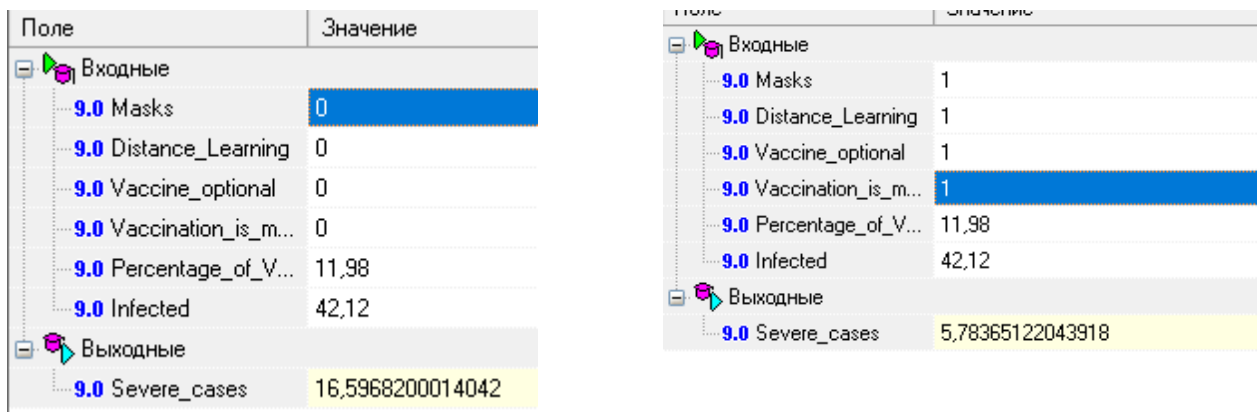 Поле Значение
Входные
9.0 Masks 0
9.0 Distance_Learning 0
9.0 Vaccine_optional 0
9.0 Vaccination_is_m... 0
9.0 Percentage_of_V... 11,98
9.0 Infected 42,12
Выходные
9.0 Severe_cases 16,5968200014042
Поле Значение
Входные
9.0 Masks 1
9.0 Distance_Learning 1
9.0 Vaccine_optional 1
9.0 Vaccination_is_m... 1
9.0 Percentage_of_V... 11,98
9.0 Infected 42,12
Выходные
9.0 Severe_cases 5,78365122043918